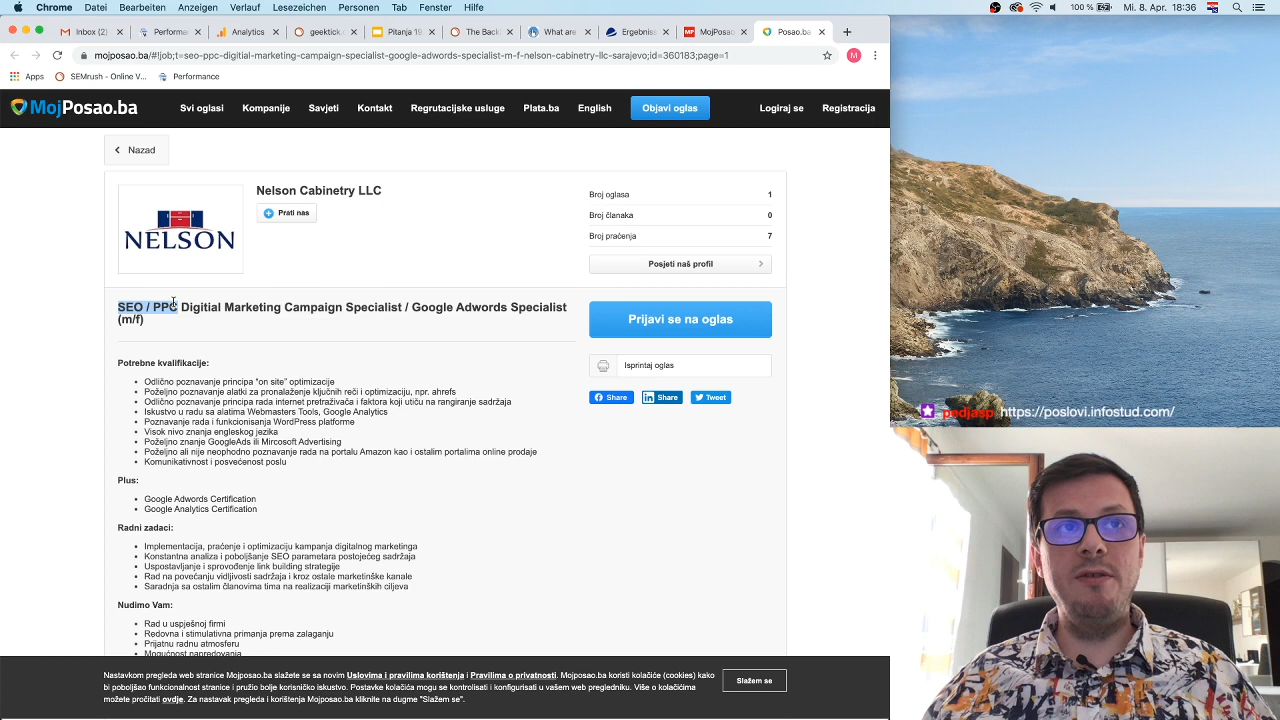 Chrome Datei Bearbeiten Anzeigen Verlauf Lesezeichen Personen Tab Fenster Hilfe 100 % Mi. 8. Apr. 18:36
Inbox (2) Performa Analytics geektick.c Pitanja 19 The Back What are Ergebniss MojPosao Posao.ba
mojposao.ba/#!job;t=seo-ppc-digitial-marketing-campaign-specialist-google-adwords-specialist-m-f-nelson-cabinetry-llc-sarajevo;id=360183;page=1 M
Apps SEMrush - Online V... Performance
MojPosao.ba Svi oglasi Kompanije Savjeti Kontakt Regrutacijske usluge Plata.ba English Objavi oglas Logiraj se Registracija
Nazad
NELSON
Nelson Cabinetry LLC
Prati nas
Broj oglasa 1
Broj članaka 0
Broj praćenja 7
Posjeti naš profil
SEO / PPC Digitial Marketing Campaign Specialist / Google Adwords Specialist
(m/f)
Prijavi se na oglas
Isprintaj oglas
Share Share Tweet
Potrebne kvalifikacije:
Odlično poznavanje principa "on site" optimizacije
Poželjno poznavanje alatki za pronalaženje ključnih reči i optimizaciju, npr. ahrefs
Odlično poznavanje principa rada internet pretraživača i faktora koji utiču na rangiranje sadržaja
Iskustvo u radu sa alatima Webmasters Tools, Google Analytics
Poznavanje rada i funkcionisanja WordPress platforme
Visok nivo znanja engleskog jezika
Poželjno znanje GoogleAds ili Mircosoft Advertising
Poželjno ali nije neophodno poznavanje rada na portalu Amazon kao i ostalim portalima online prodaje
Komunikativnost i posvećenost poslu
Plus:
Google Adwords Certification
Google Analytics Certification
Radni zadaci:
Implementacija, praćenje i optimizaciju kampanja digitalnog marketinga
Konstantna analiza i poboljšanje SEO parametara postojećeg sadržaja
Uspostavljanje i sprovođenje link building strategije
Rad na povećanju vidljivosti sadržaja i kroz ostale marketinške kanale
Saradnja sa ostalim članovima tima na realizaciji marketinških ciljeva
Nudimo Vam:
Rad u uspješnoj firmi
Redovna i stimulativna primanja prema zalaganju
Prijatnu radnu atmosferu
Mogućnost napredovanja
Nastavkom pregleda web stranice Mojposao.ba slažete se sa novim Uslovima i pravilima korištenja i Pravilima o privatnosti. Mojposao.ba koristi kolačiće (cookies) kako
bi poboljšao funkcionalnost stranice i pružio bolje korisničko iskustvo. Postavke kolačića mogu se kontrolisati i konfigurisati u vašem web pregledniku. Više o kolačićima
možete pročitati ovdje. Za nastavak pregleda i korištenja Mojposao.ba kliknite na dugme "Slažem se".
Slažem se
pedjasp https://poslovi.infostud.com/